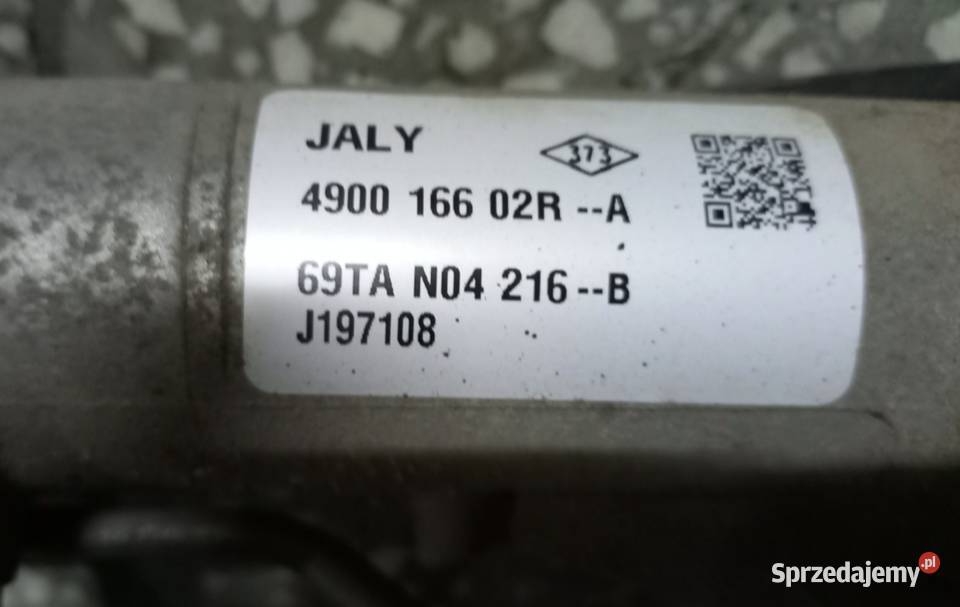 JALY
373
4900 166 02R --A
69TA N04 216 --B
J197108
Sprzedajemy.pl